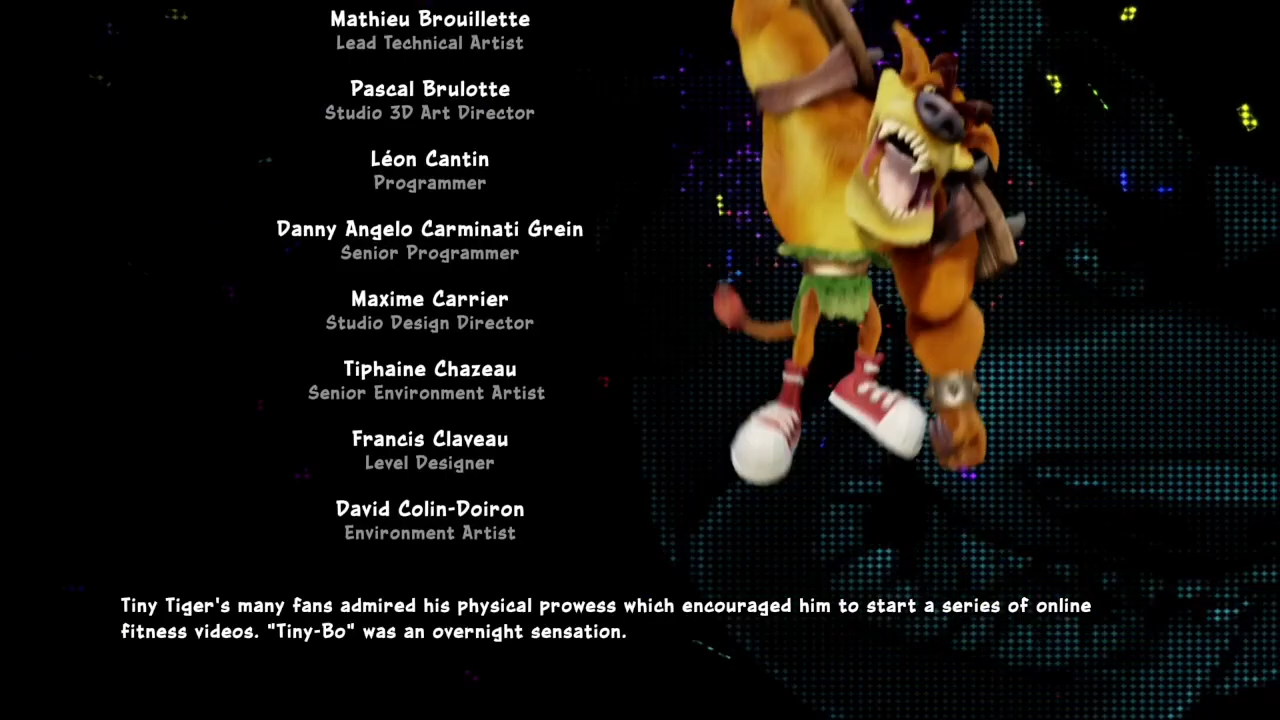 Mathieu Brouillette
Lead Technical Artist
Pascal Brulotte
Studio 3D Art Director
Léon Cantin
Programmer
Danny Angelo Carminati Grein
Senior Programmer
Maxime Carrier
Studio Design Director
Tiphaine Chazeau
Senior Environment Artist
Francis Claveau
Level Designer
David Colin-Doiron
Environment Artist
Tiny Tiger's many fans admired his physical prowess which encouraged him to start a series of online
fitness videos. "Tiny-Bo" was an overnight sensation.